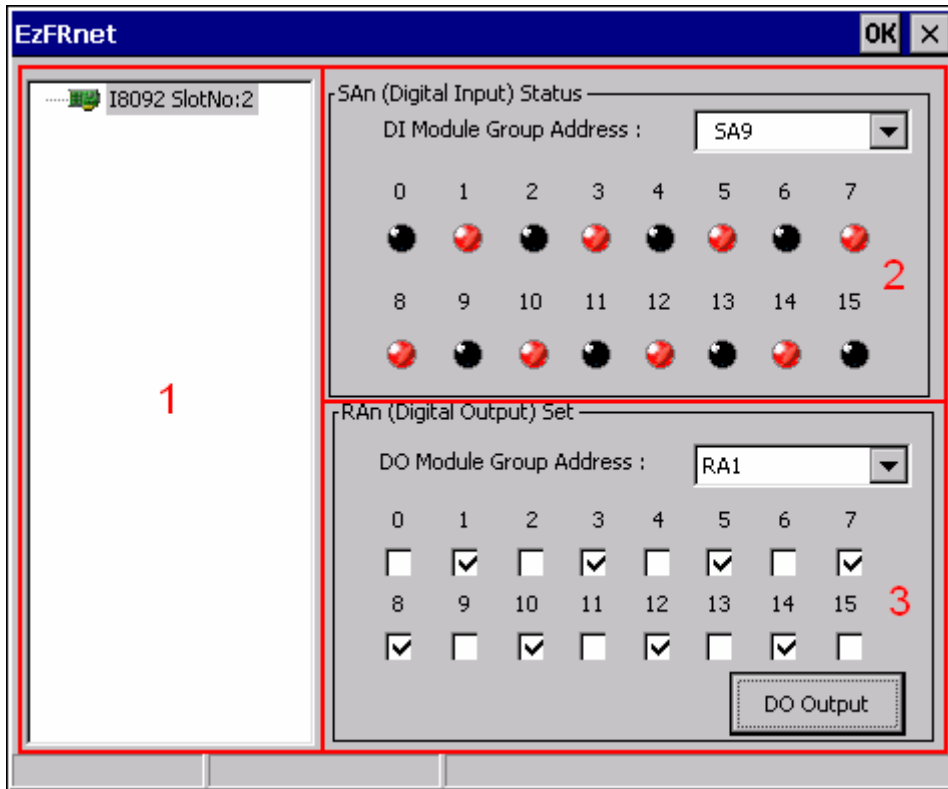 EzFRnet OK ×
I8092 SlotNo:2
1
SAn (Digital Input) Status
DI Module Group Address : SA9
0 1 2 3 4 5 6 7
2
8 9 10 11 12 13 14 15
RAn (Digital Output) Set
DO Module Group Address : RA1
0 1 2 3 4 5 6 7
8 9 10 11 12 13 14 15
3
DO Output